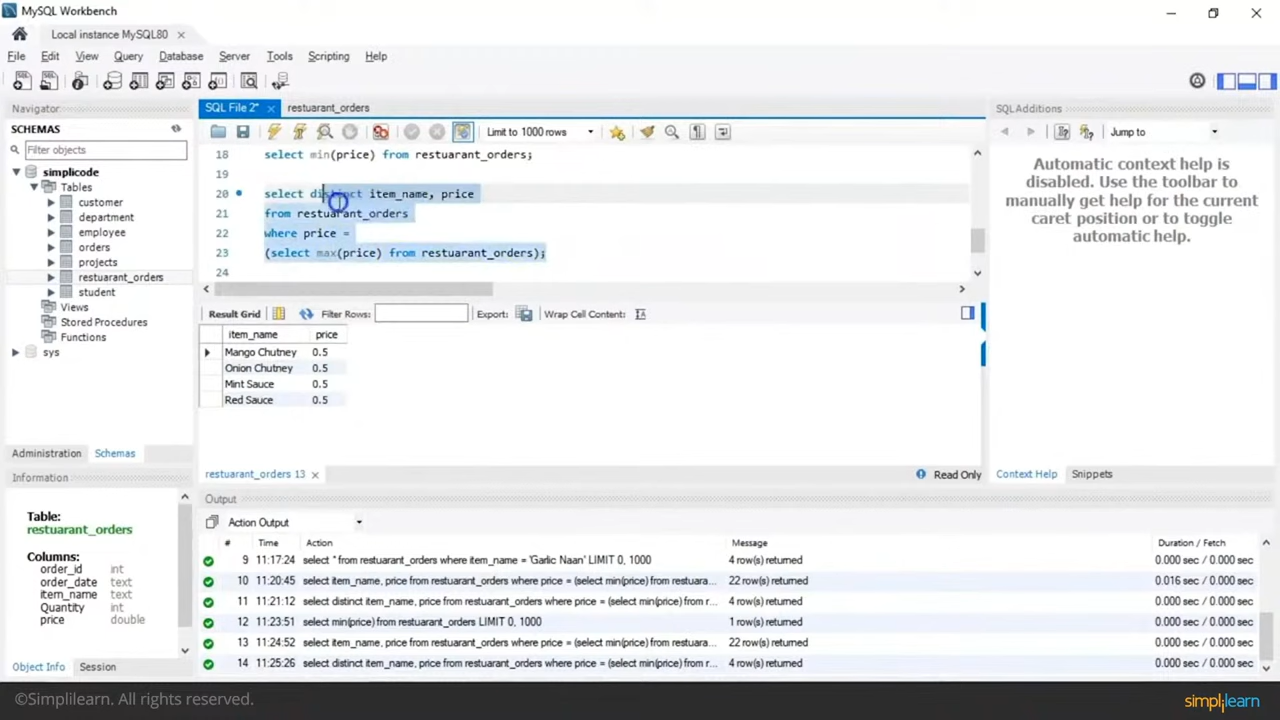 MySQL Workbench
Local instance MySQL80
File Edit View Query Database Server Tools Scripting Help
Navigator
SCHEMAS
Filter objects
simplicode
Tables
customer
department
employee
orders
projects
restuarant_orders
student
Views
Stored Procedures
Functions
sys
Administration Schemas
Information
Table:
restuarant_orders
Columns:
order_id int
order_date text
item_name text
Quantity int
price double
Object Info Session
SQL File 2* restuarant_orders
Limit to 1000 rows
18 select min(price) from restuarant_orders;
19
20 select distinct item_name, price
21 from restuarant_orders
22 where price =
23 (select max(price) from restuarant_orders);
24
Result Grid Filter Rows: Export: Wrap Cell Content:
item_name price
Mango Chutney 0.5
Onion Chutney 0.5
Mint Sauce 0.5
Red Sauce 0.5
restuarant_orders 13 Read Only
SQL Additions
Jump to
Automatic context help is
disabled. Use the toolbar to
manually get help for the current
caret position or to toggle
automatic help.
Context Help Snippets
Output
Action Output
# Time Action Message Duration / Fetch
9 11:17:24 select * from restuarant_orders where item_name = 'Garlic Naan' LIMIT 0, 1000 4 row(s) returned 0.000 sec / 0.000 sec
10 11:20:45 select item_name, price from restuarant_orders where price = (select min(price) from restuara... 22 row(s) returned 0.016 sec / 0.000 sec
11 11:21:12 select distinct item_name, price from restuarant_orders where price = (select min(price) from r... 4 row(s) returned 0.000 sec / 0.000 sec
12 11:23:51 select min(price) from restuarant_orders LIMIT 0, 1000 1 row(s) returned 0.000 sec / 0.000 sec
13 11:24:52 select item_name, price from restuarant_orders where price = (select min(price) from restuara... 22 row(s) returned 0.000 sec / 0.000 sec
14 11:25:26 select distinct item_name, price from restuarant_orders where price = (select min(price) from r... 4 row(s) returned 0.000 sec / 0.000 sec
©Simplilearn. All rights reserved.
simplilearn